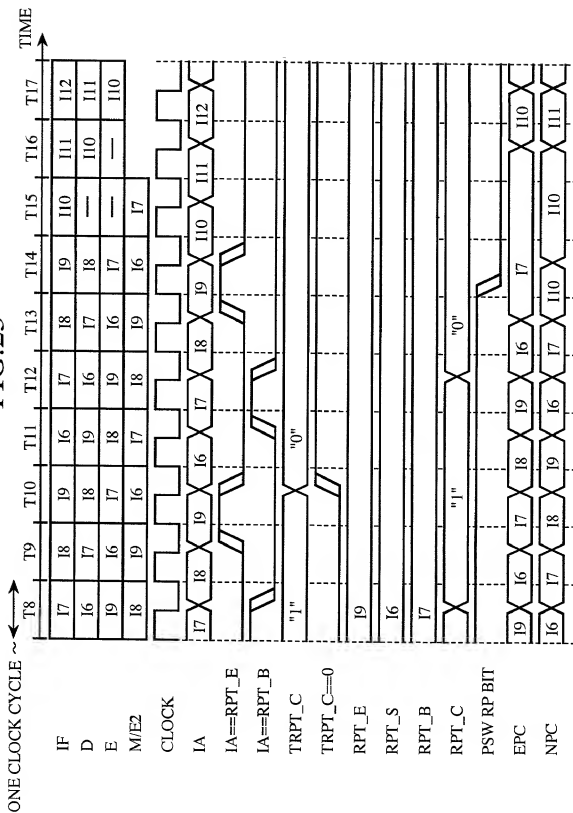 TIME
ONE CLOCK CYCLE ~
T8 T9 T10 T11 T12 T13 T14 T15 T16 T17
IF I7 I8 I9 I6 I7 I8 I9 I10 I11 I12
D I6 I7 I8 I9 I6 I7 I8 — I10 I11
E I9 I6 I7 I8 I9 I6 I7 — — I10
M/E2 I8 I9 I6 I7 I8 I9 I6 I7
CLOCK
IA I7 I8 I9 I6 I7 I8 I9 I10 I11 I12
IA==RPT_E
IA==RPT_B
TRPT_C "1" "0"
TRPT_C==0
RPT_E I9
RPT_S I6
RPT_B I7
RPT_C "1" "0"
PSW RP BIT
EPC I9 I6 I7 I8 I9 I6 I7 I10
NPC I6 I7 I8 I9 I6 I7 I10 I10 I11